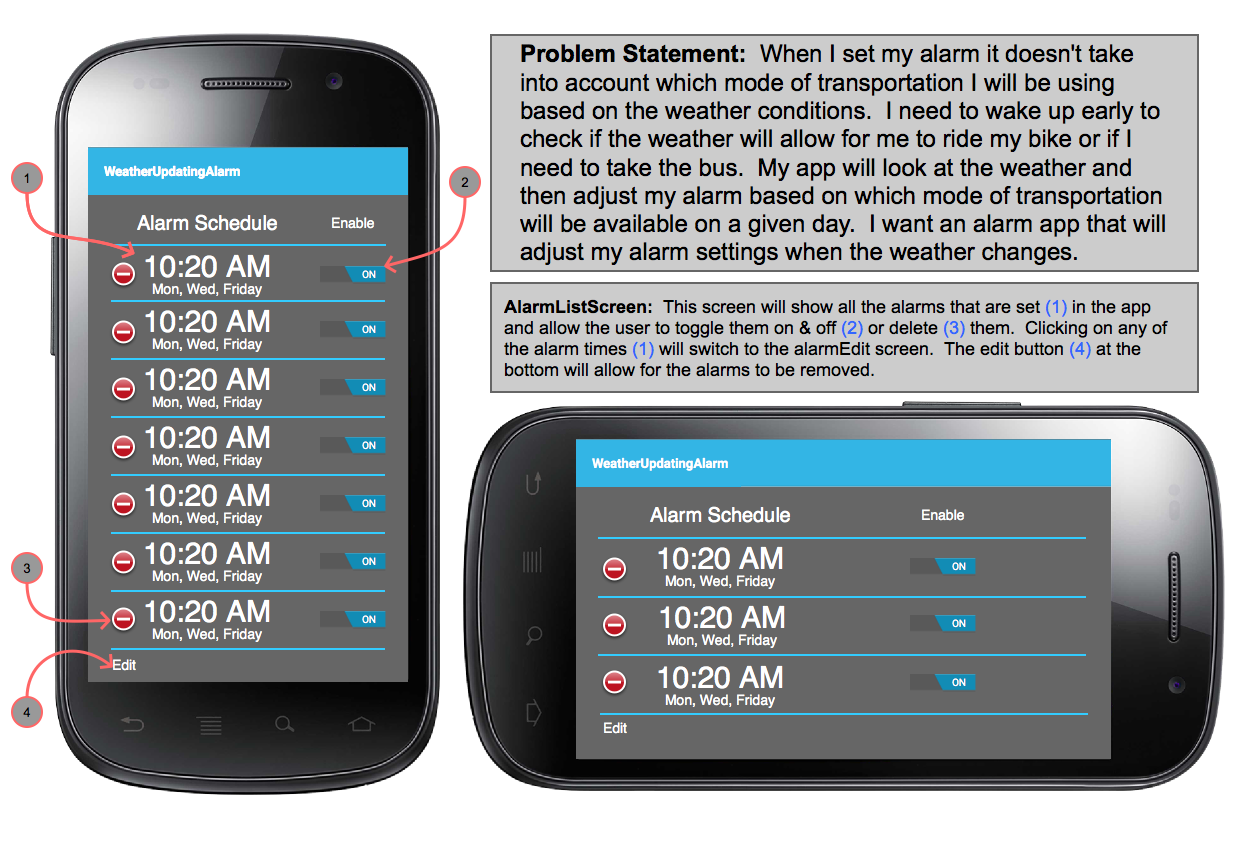 Problem Statement:  When I set my alarm it doesn't take
into account which mode of transportation I will be using
based on the weather conditions.  I need to wake up early to
check if the weather will allow for me to ride my bike or if I
need to take the bus.  My app will look at the weather and
then adjust my alarm based on which mode of transportation
will be available on a given day.  I want an alarm app that will
adjust my alarm settings when the weather changes.
AlarmListScreen:  This screen will show all the alarms that are set (1) in the app
and allow the user to toggle them on & off (2) or delete (3) them.  Clicking on any of
the alarm times (1) will switch to the alarmEdit screen.  The edit button (4) at the
bottom will allow for the alarms to be removed.
1
2
3
4
WeatherUpdatingAlarm
Alarm Schedule Enable
10:20 AM ON
Mon, Wed, Friday
10:20 AM ON
Mon, Wed, Friday
10:20 AM ON
Mon, Wed, Friday
10:20 AM ON
Mon, Wed, Friday
10:20 AM ON
Mon, Wed, Friday
10:20 AM ON
Mon, Wed, Friday
10:20 AM ON
Mon, Wed, Friday
Edit
WeatherUpdatingAlarm
Alarm Schedule Enable
10:20 AM ON
Mon, Wed, Friday
10:20 AM ON
Mon, Wed, Friday
10:20 AM ON
Mon, Wed, Friday
Edit